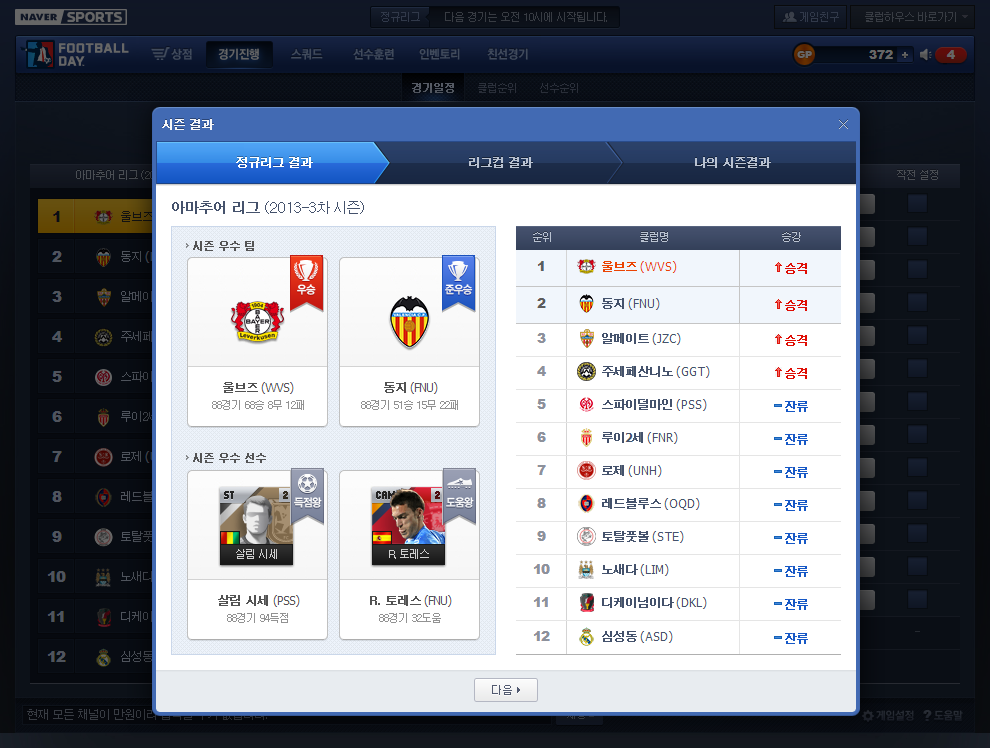 NAVER SPORTS
정규리그 다음 경기는 오전 10시에 시작됩니다.
게임친구 클럽하우스 바로가기
FOOTBALL DAY
상점 경기진행 스쿼드 선수훈련 인벤토리 친선경기
GP 372 + 4
경기일정 클럽순위 선수순위
시즌 결과
정규리그 결과 리그컵 결과 나의 시즌결과
아마추어 리그 (2013-3차 시즌)
시즌 우수 팀
우승
준우승
울브즈 (WVS)
88경기 68승 8무 12패
동지 (FNU)
88경기 51승 15무 22패
시즌 우수 선수
ST 2
득점왕
살림 시세
CAM 2
도움왕
R. 토레스
살림 시세 (PSS)
88경기 94득점
R. 토레스 (FNU)
88경기 32도움
순위 클럽명 승강
1 울브즈 (WVS) 승격
2 동지 (FNU) 승격
3 알메이트 (JZC) 승격
4 주세페산니노 (GGT) 승격
5 스파이덜마인 (PSS) 잔류
6 루이2세 (FNR) 잔류
7 로제 (UNH) 잔류
8 레드블루스 (OQD) 잔류
9 토탈풋볼 (STE) 잔류
10 노새다 (LIM) 잔류
11 디케이넘이다 (DKL) 잔류
12 심성동 (ASD) 잔류
다음
아마추어 리그 (2
작전 설정
1 울브즈
2 동지 (
3 알메이
4 주세페
5 스파이
6 루이2세
7 로제 (
8 레드블
9 토탈풋
10 노새다
11 디케이
12 심성동
현재 모든 채널이 만원이라
게임설정 ? 도움말